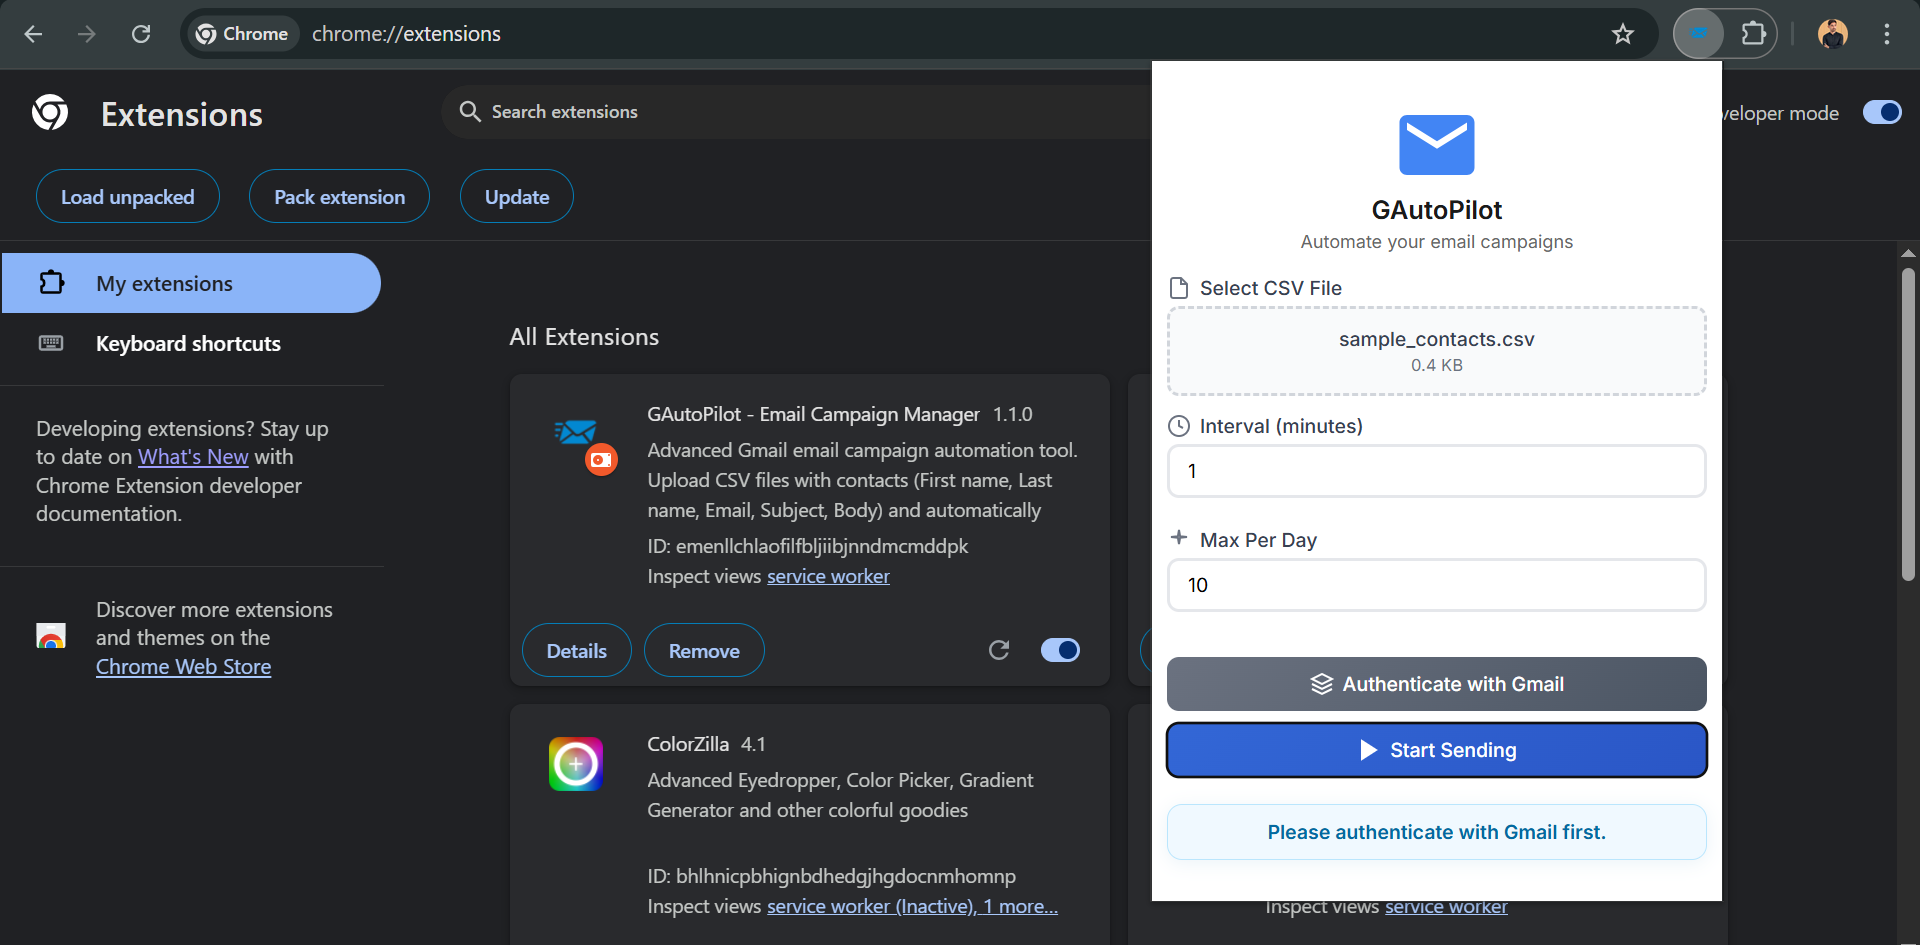 Chrome
chrome://extensions
Extensions
Search extensions
veloper mode
Load unpacked
Pack extension
Update
My extensions
Keyboard shortcuts
Developing extensions? Stay up
to date on What's New with
Chrome Extension developer
documentation.
Discover more extensions
and themes on the
Chrome Web Store
All Extensions
GAutoPilot - Email Campaign Manager 1.1.0
Advanced Gmail email campaign automation tool.
Upload CSV files with contacts (First name, Last
name, Email, Subject, Body) and automatically
ID: emenllchlaofilfbljiibjnndmcmddpk
Inspect views service worker
Details
Remove
ColorZilla 4.1
Advanced Eyedropper, Color Picker, Gradient
Generator and other colorful goodies
ID: bhlhnicpbhignbdhedgjhgdocnmhomnp
Inspect views service worker (Inactive), 1 more...
GAutoPilot
Automate your email campaigns
Select CSV File
sample_contacts.csv
0.4 KB
Interval (minutes)
1
Max Per Day
10
Authenticate with Gmail
Start Sending
Please authenticate with Gmail first.
Inspect views service worker